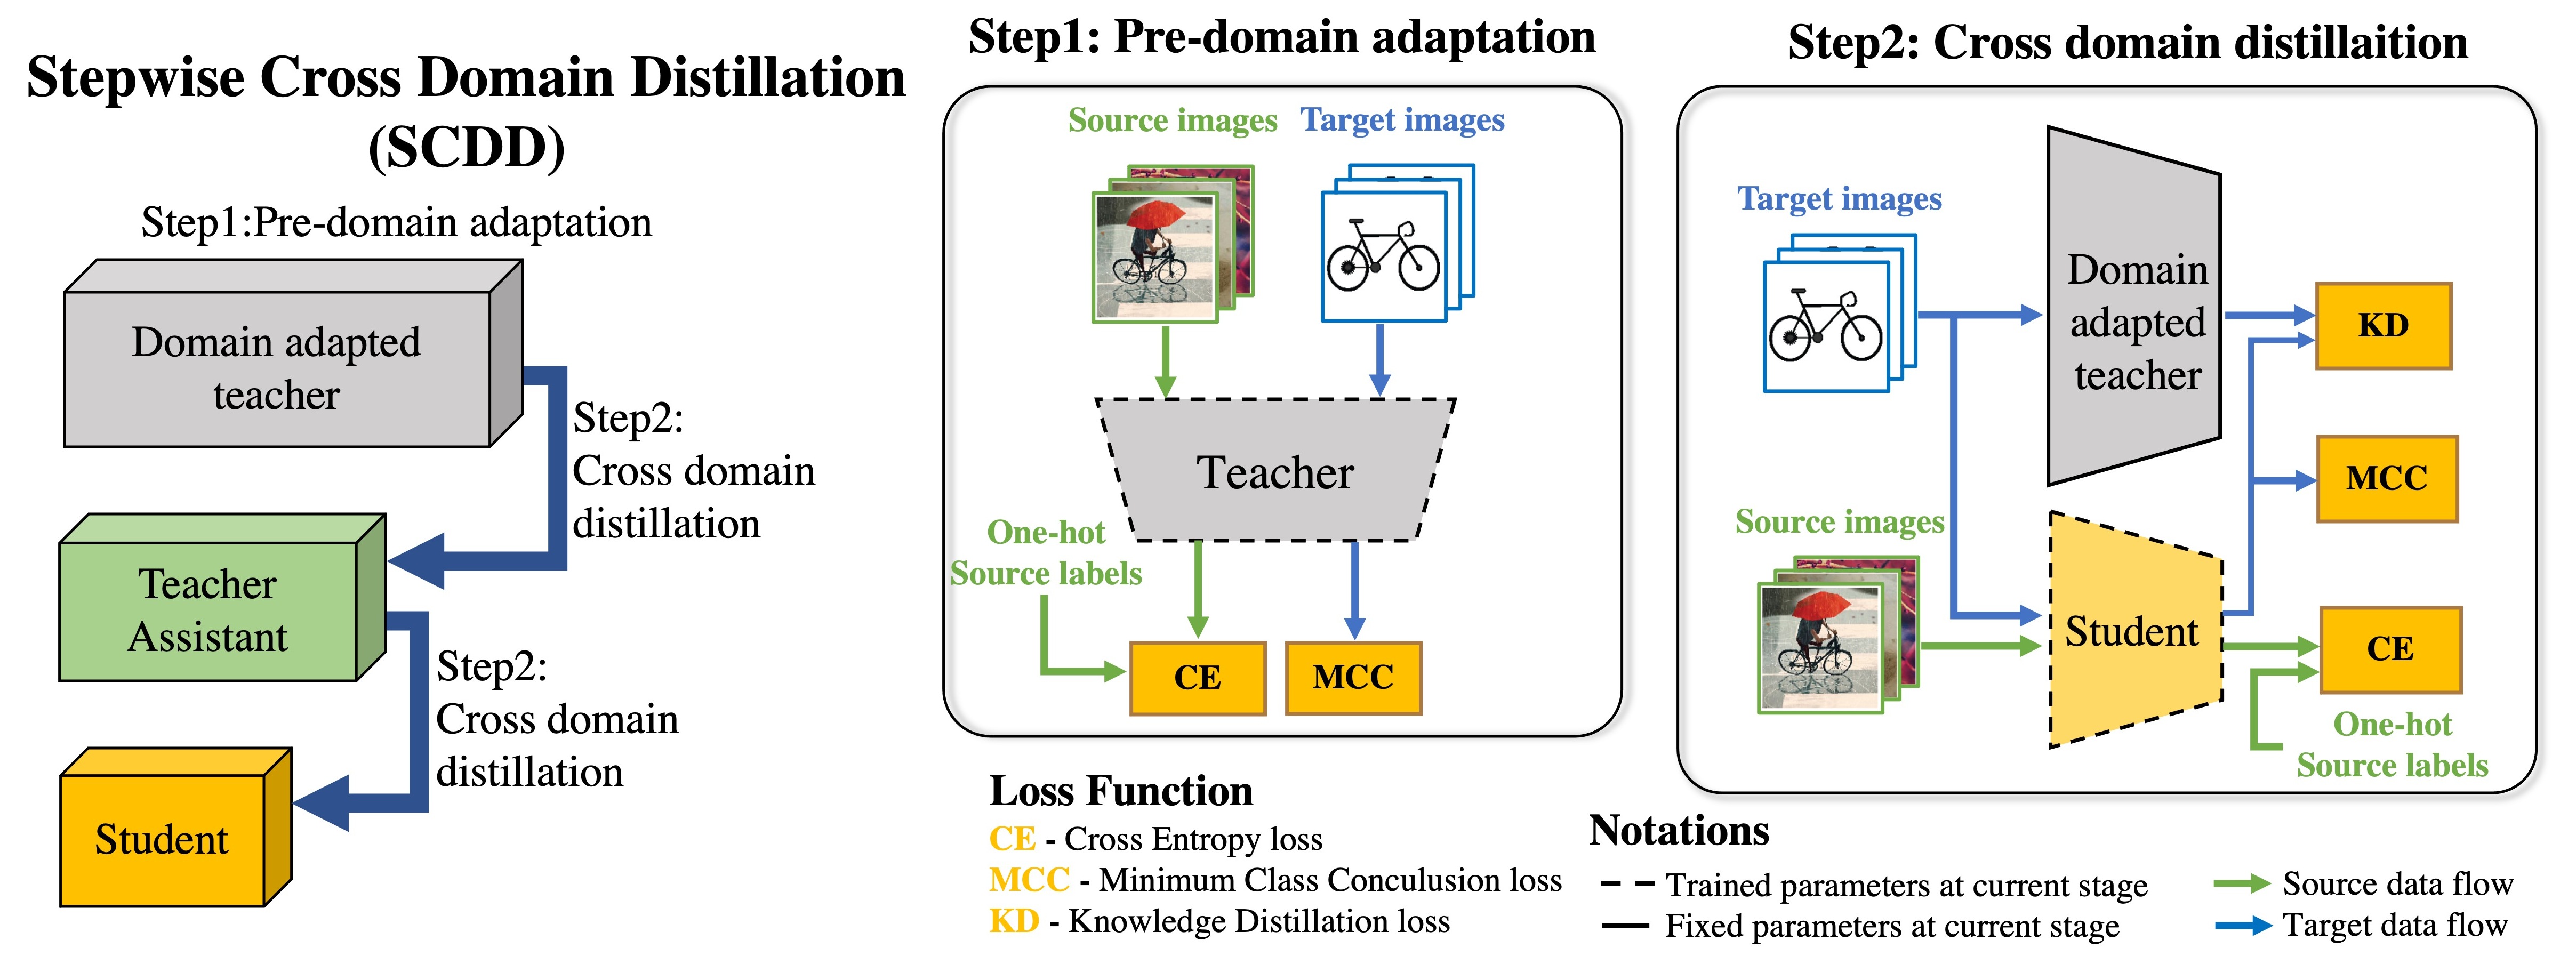 Stepwise Cross Domain Distillation
(SCDD)
Step1:Pre-domain adaptation
Domain adapted
teacher
Step2:
Cross domain
distillation
Teacher
Assistant
Step2:
Cross domain
distillation
Student
Step1: Pre-domain adaptation
Source images
Target images
Teacher
One-hot
Source labels
CE
MCC
Loss Function
CE - Cross Entropy loss
MCC - Minimum Class Conculusion loss
KD - Knowledge Distillation loss
Step2: Cross domain distillaition
Target images
Domain
adapted
teacher
KD
MCC
Source images
Student
CE
One-hot
Source labels
Notations
Trained parameters at current stage
Fixed parameters at current stage
Source data flow
Target data flow